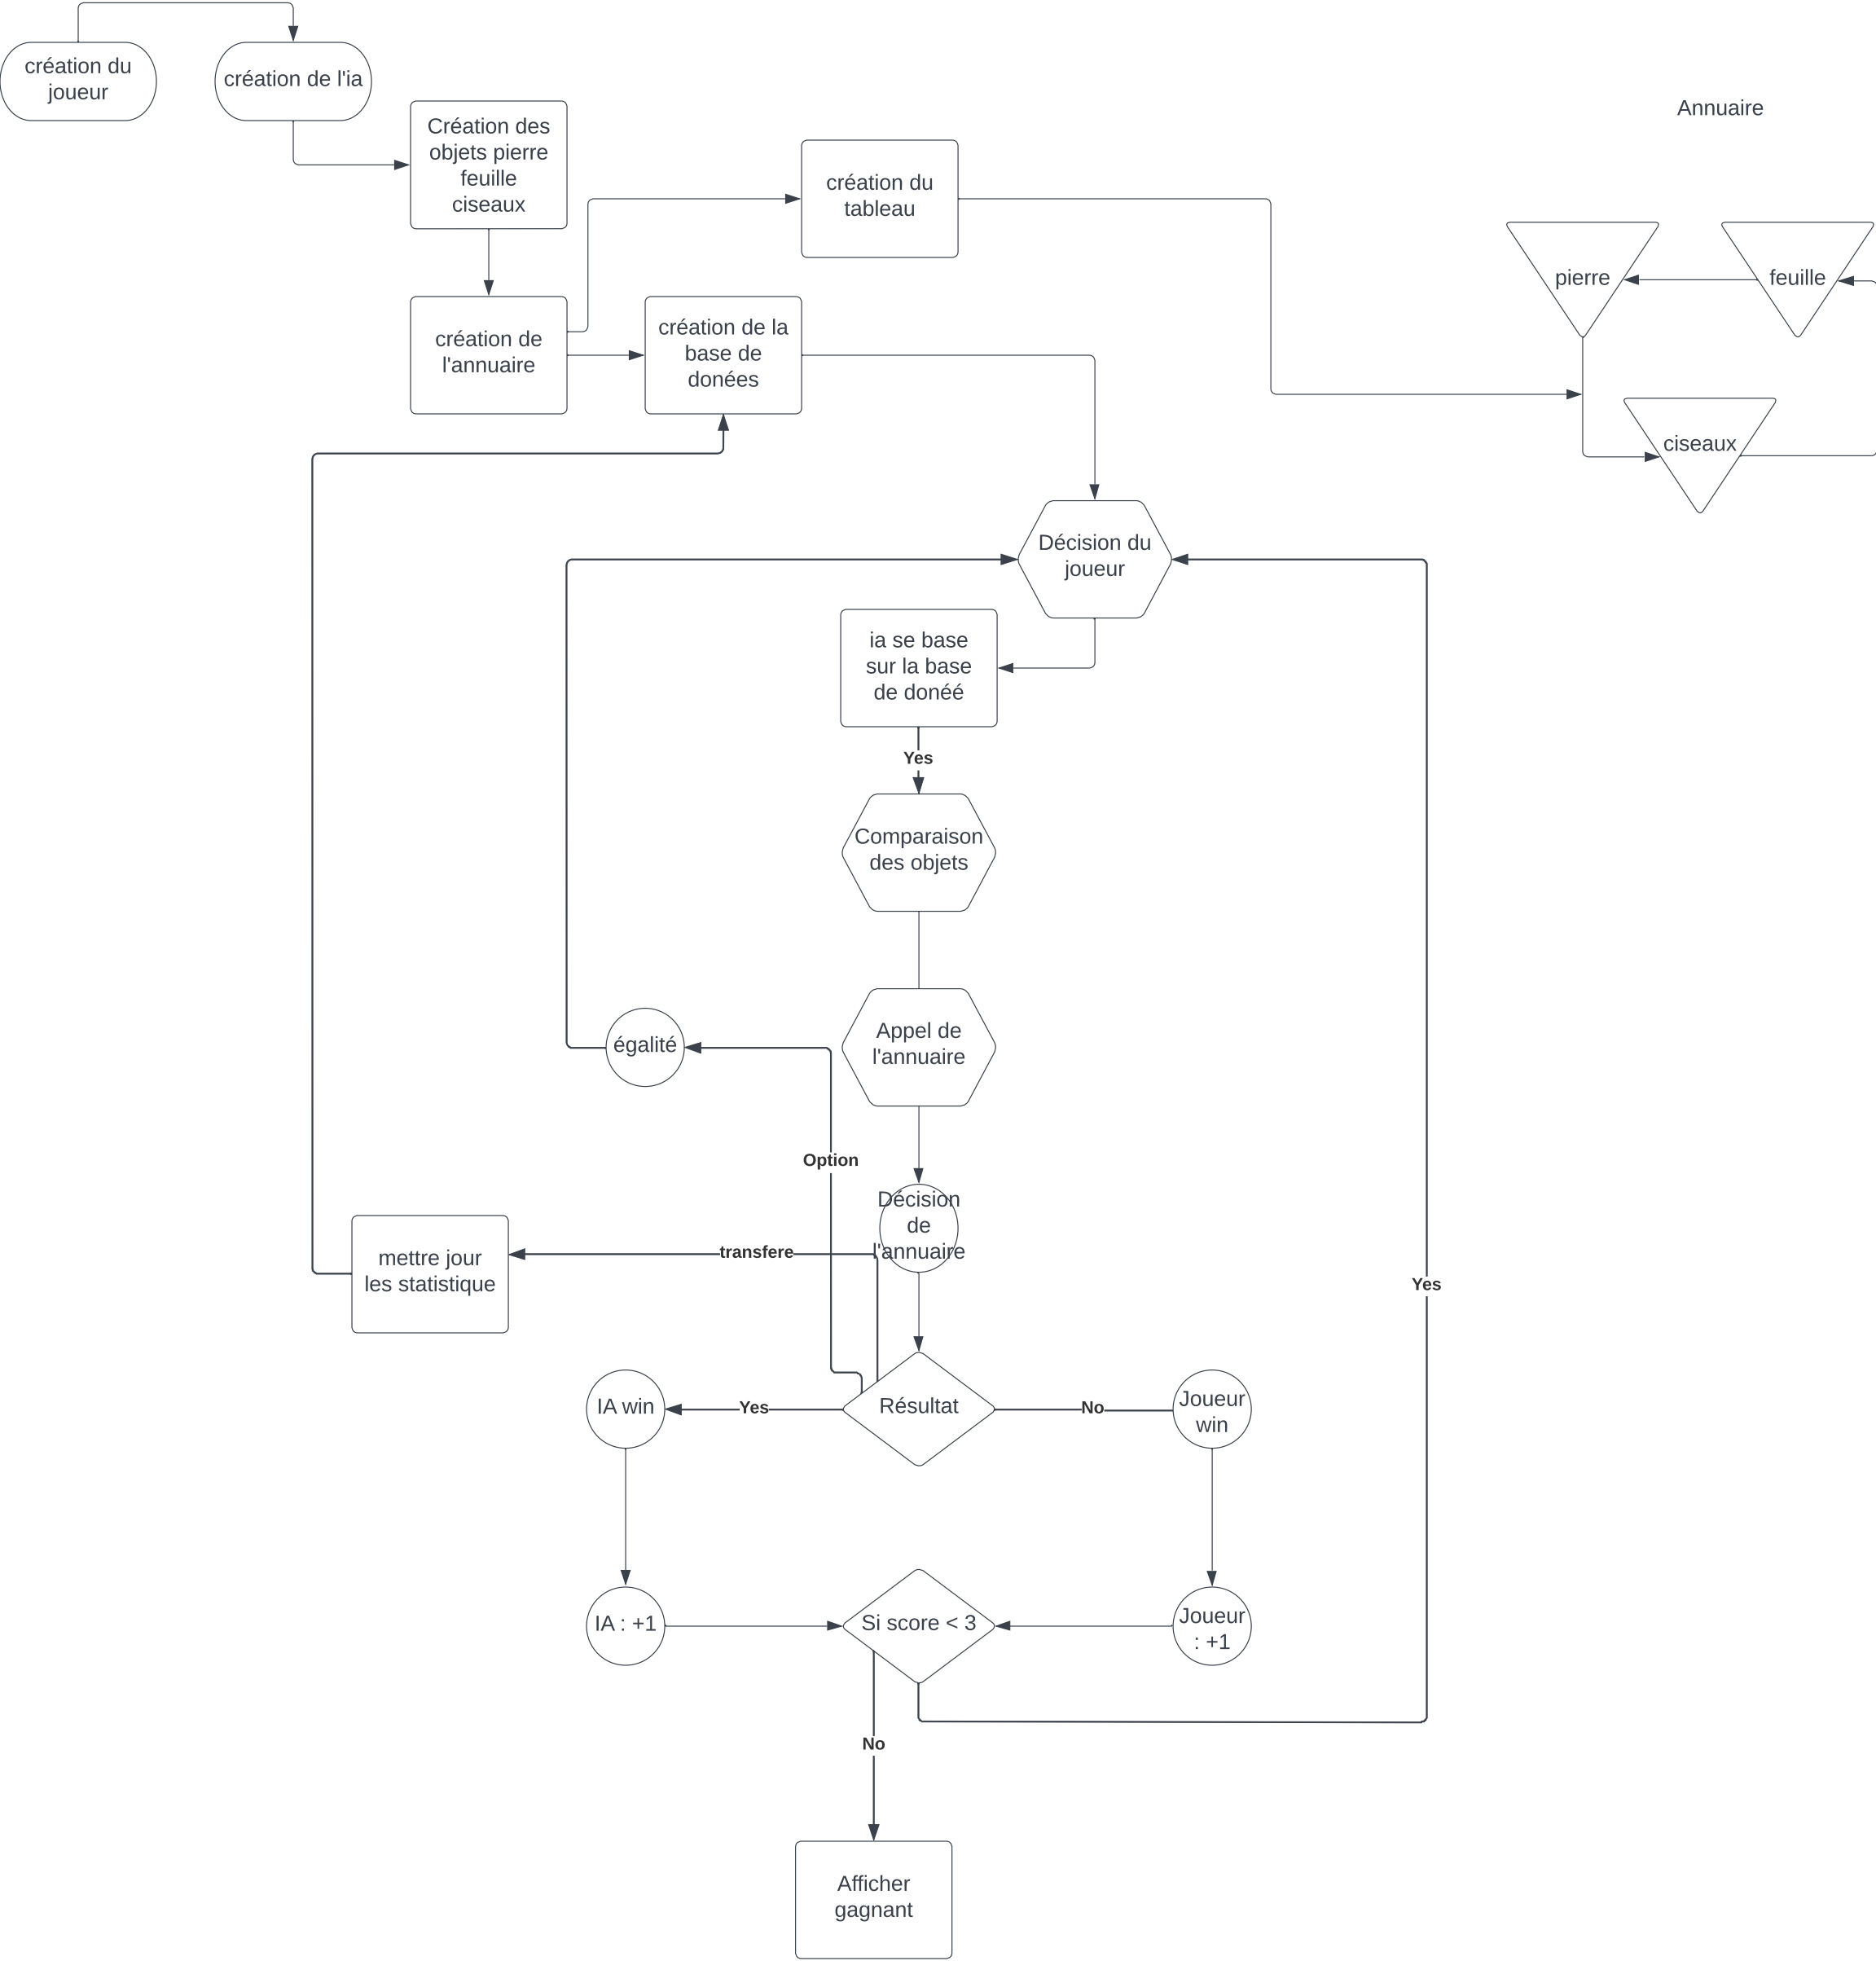 création du
joueur
création de l'ia
Création des
objets pierre
feuille
ciseaux
Annuaire
création du
tableau
pierre
feuille
création de
l'annuaire
création de la
base de
donées
ciseaux
Décision du
joueur
ia se base
sur la base
de donéé
Yes
Comparaison
des objets
Appel de
l'annuaire
égalité
Option
Décision
de
l'annuaire
transfere
mettre jour
les statistique
Yes
IA win
Yes
Résultat
No
Joueur
win
IA : +1
Si score < 3
Joueur
: +1
No
Afficher
gagnant